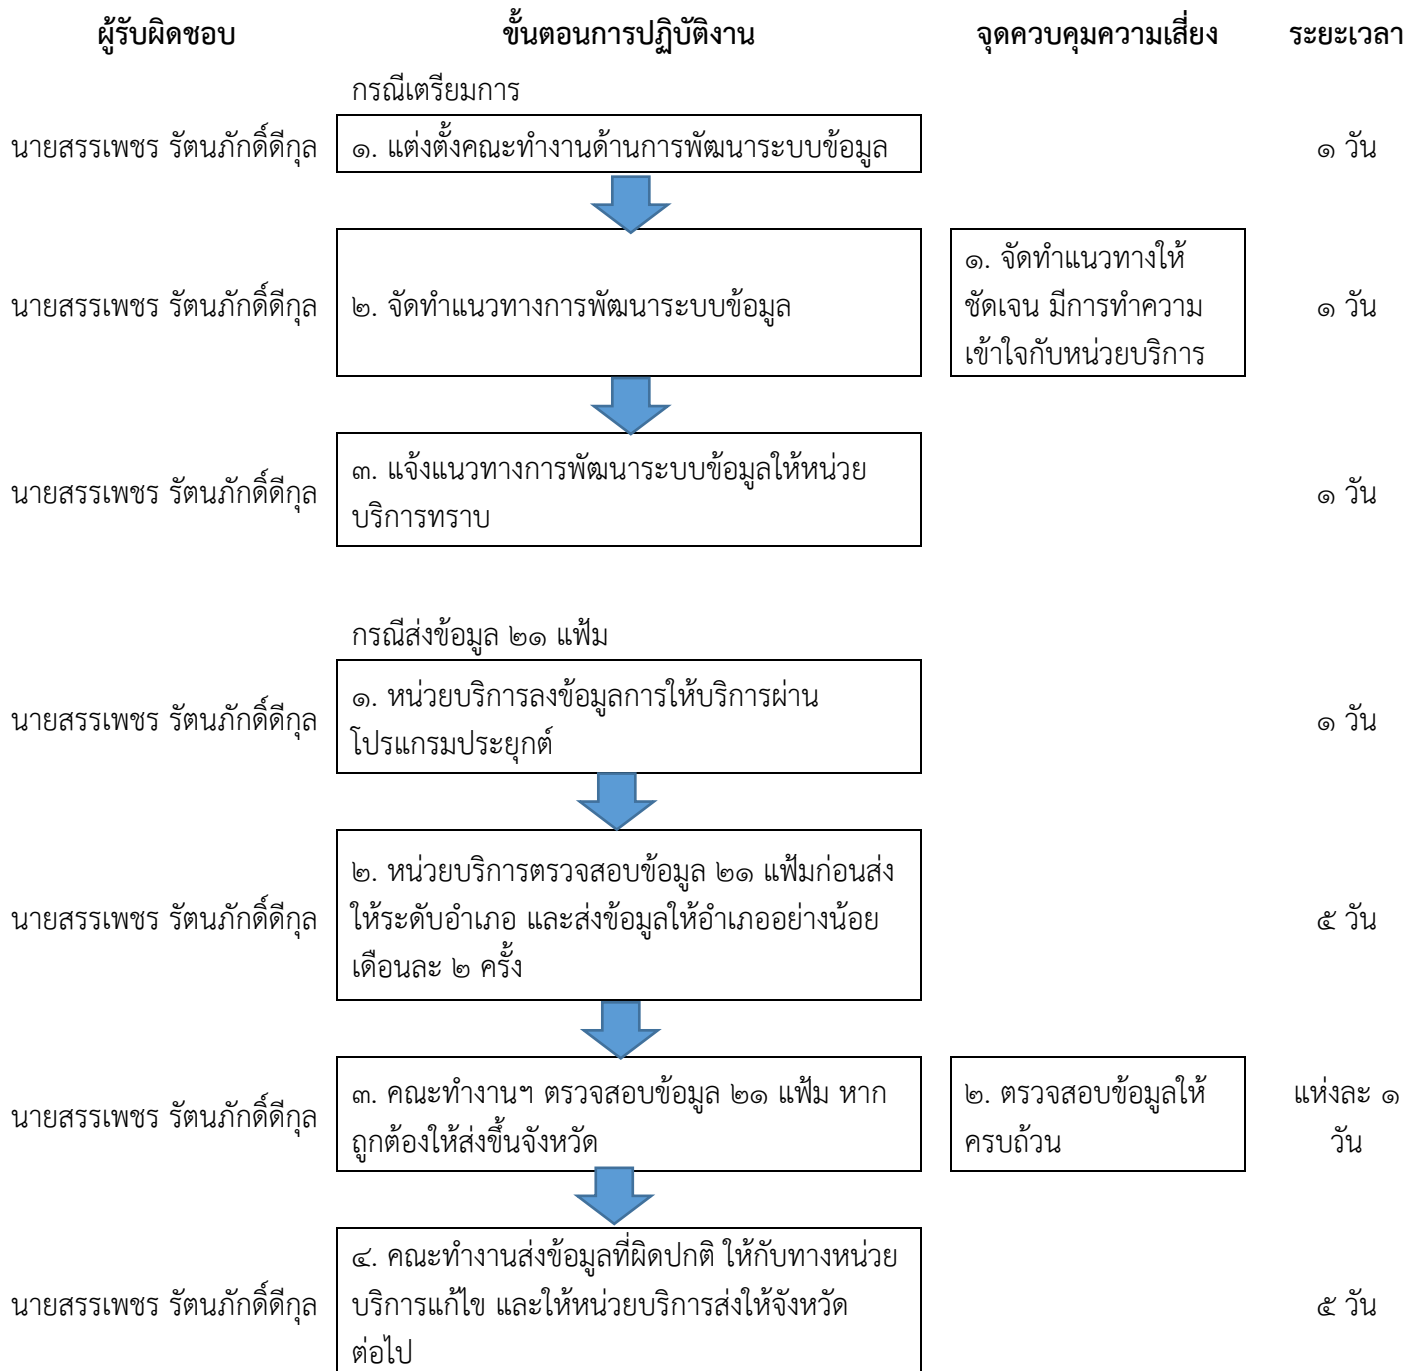 ผู้รับผิดชอบ ขั้นตอนการปฏิบัติงาน จุดควบคุมความเสี่ยง ระยะเวลา
กรณีเตรียมการ
นายสรรเพชร รัตนภักดิ์ดีกุล ๑. แต่งตั้งคณะทำงานด้านการพัฒนาระบบข้อมูล ๑ วัน
นายสรรเพชร รัตนภักดิ์ดีกุล ๒. จัดทำแนวทางการพัฒนาระบบข้อมูล
๑. จัดทำแนวทางให้
ชัดเจน มีการทำความ
เข้าใจกับหน่วยบริการ
๑ วัน
นายสรรเพชร รัตนภักดิ์ดีกุล
๓. แจ้งแนวทางการพัฒนาระบบข้อมูลให้หน่วย
บริการทราบ
๑ วัน
กรณีส่งข้อมูล ๒๑ แฟ้ม
นายสรรเพชร รัตนภักดิ์ดีกุล
๑. หน่วยบริการลงข้อมูลการให้บริการผ่าน
โปรแกรมประยุกต์
๑ วัน
นายสรรเพชร รัตนภักดิ์ดีกุล
๒. หน่วยบริการตรวจสอบข้อมูล ๒๑ แฟ้มก่อนส่ง
ให้ระดับอำเภอ และส่งข้อมูลให้อำเภออย่างน้อย
เดือนละ ๒ ครั้ง
๕ วัน
นายสรรเพชร รัตนภักดิ์ดีกุล
๓. คณะทำงานฯ ตรวจสอบข้อมูล ๒๑ แฟ้ม หาก
ถูกต้องให้ส่งขึ้นจังหวัด
๒. ตรวจสอบข้อมูลให้
ครบถ้วน
แห่งละ ๑
วัน
นายสรรเพชร รัตนภักดิ์ดีกุล
๔. คณะทำงานส่งข้อมูลที่ผิดปกติ ให้กับทางหน่วย
บริการแก้ไข และให้หน่วยบริการส่งให้จังหวัด
ต่อไป
๕ วัน